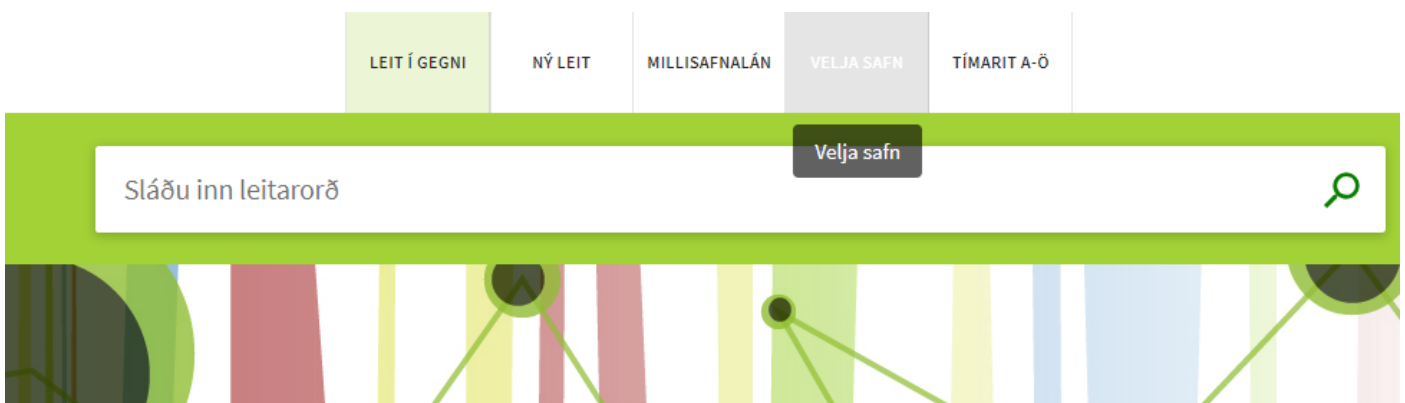 LEIT Í GEGNI NÝ LEIT MILLISAFNALÁN VELJA SAFN TÍMARIT A-Ö
Velja safn
Sláðu inn leitarorð